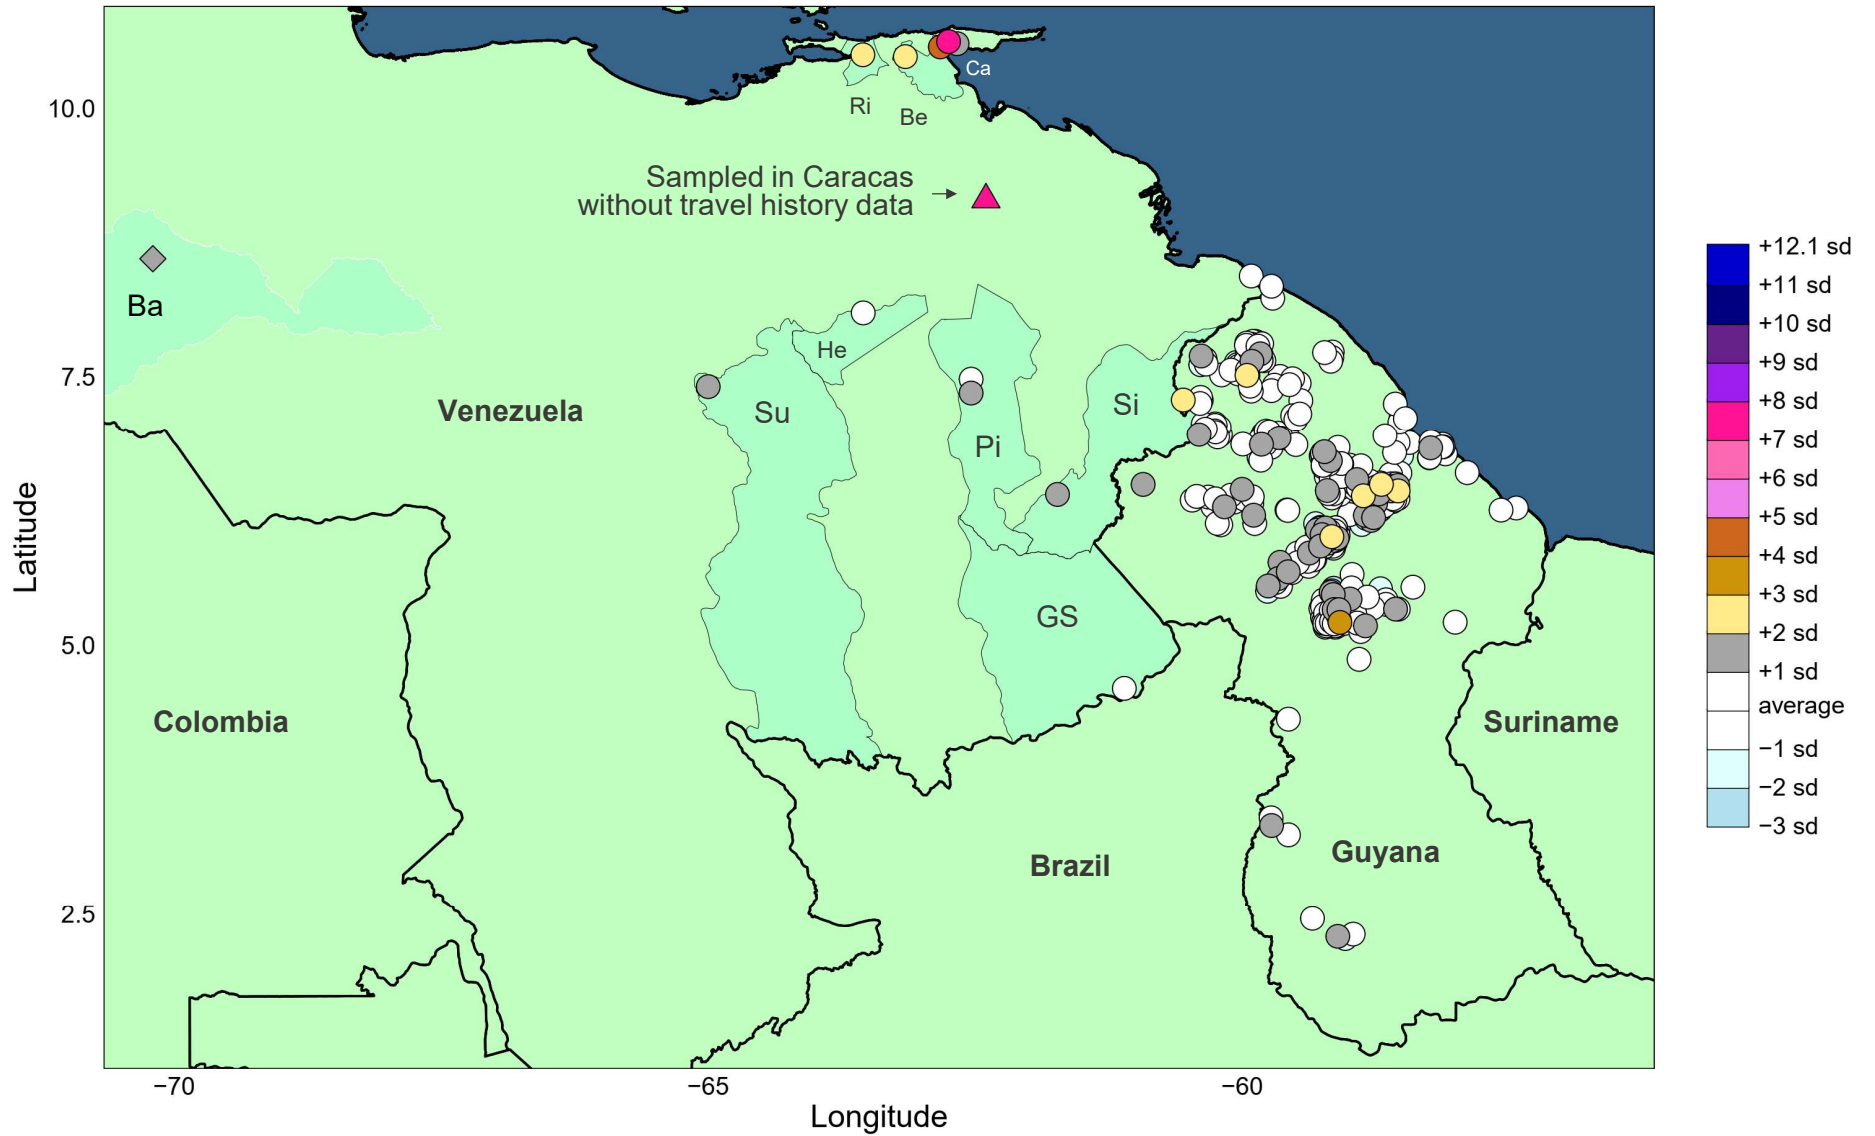 Ca
10.0
Ri
Be
Sampled in Caracas
without travel history data
+12.1 sd
+11 sd
+10 sd
+9 sd
+8 sd
+7 sd
+6 sd
+5 sd
+4 sd
+3 sd
+2 sd
+1 sd
average
−1 sd
−2 sd
−3 sd
Ba
He
7.5
Venezuela
Su
Si
Pi
Latitude
GS
5.0
Colombia
Suriname
Brazil
Guyana
2.5
−70
−65
−60
Longitude